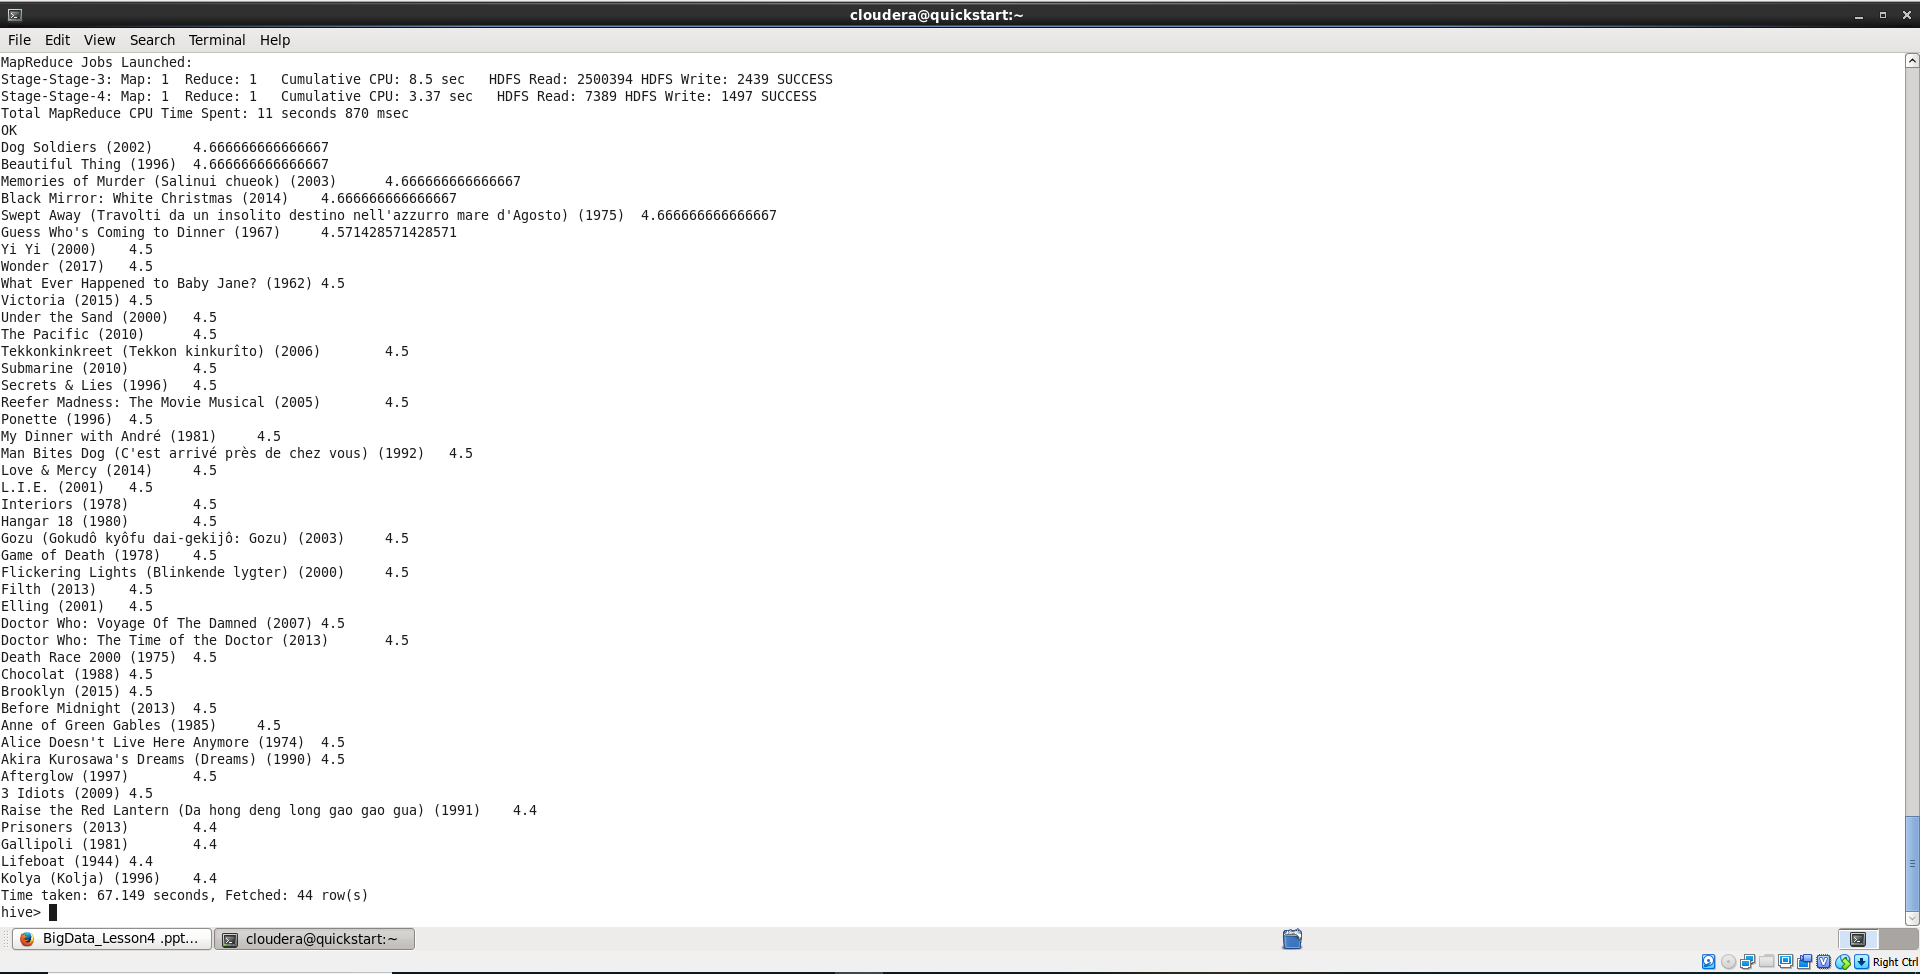 cloudera@quickstart:~
File Edit View Search Terminal Help
MapReduce Jobs Launched:
Stage-Stage-3: Map: 1  Reduce: 1   Cumulative CPU: 8.5 sec   HDFS Read: 2500394 HDFS Write: 2439 SUCCESS
Stage-Stage-4: Map: 1  Reduce: 1   Cumulative CPU: 3.37 sec   HDFS Read: 7389 HDFS Write: 1497 SUCCESS
Total MapReduce CPU Time Spent: 11 seconds 870 msec
OK
Dog Soldiers (2002)	4.666666666666667
Beautiful Thing (1996)	4.666666666666667
Memories of Murder (Salinui chueok) (2003)	4.666666666666667
Black Mirror: White Christmas (2014)	4.666666666666667
Swept Away (Travolti da un insolito destino nell'azzurro mare d'Agosto) (1975)	4.666666666666667
Guess Who's Coming to Dinner (1967)	4.571428571428571
Yi Yi (2000)	4.5
Wonder (2017)	4.5
What Ever Happened to Baby Jane? (1962)	4.5
Victoria (2015)	4.5
Under the Sand (2000)	4.5
The Pacific (2010)	4.5
Tekkonkinkreet (Tekkon kinkurîto) (2006)	4.5
Submarine (2010)	4.5
Secrets & Lies (1996)	4.5
Reefer Madness: The Movie Musical (2005)	4.5
Ponette (1996)	4.5
My Dinner with André (1981)	4.5
Man Bites Dog (C'est arrivé près de chez vous) (1992)	4.5
Love & Mercy (2014)	4.5
L.I.E. (2001)	4.5
Interiors (1978)	4.5
Hangar 18 (1980)	4.5
Gozu (Gokudô kyôfu dai-gekijô: Gozu) (2003)	4.5
Game of Death (1978)	4.5
Flickering Lights (Blinkende lygter) (2000)	4.5
Filth (2013)	4.5
Elling (2001)	4.5
Doctor Who: Voyage Of The Damned (2007)	4.5
Doctor Who: The Time of the Doctor (2013)	4.5
Death Race 2000 (1975)	4.5
Chocolat (1988)	4.5
Brooklyn (2015)	4.5
Before Midnight (2013)	4.5
Anne of Green Gables (1985)	4.5
Alice Doesn't Live Here Anymore (1974)	4.5
Akira Kurosawa's Dreams (Dreams) (1990)	4.5
Afterglow (1997)	4.5
3 Idiots (2009)	4.5
Raise the Red Lantern (Da hong deng long gao gao gua) (1991)	4.4
Prisoners (2013)	4.4
Gallipoli (1981)	4.4
Lifeboat (1944)	4.4
Kolya (Kolja) (1996)	4.4
Time taken: 67.149 seconds, Fetched: 44 row(s)
hive>
BigData_Lesson4 .ppt... cloudera@quickstart:~
Right Ctrl